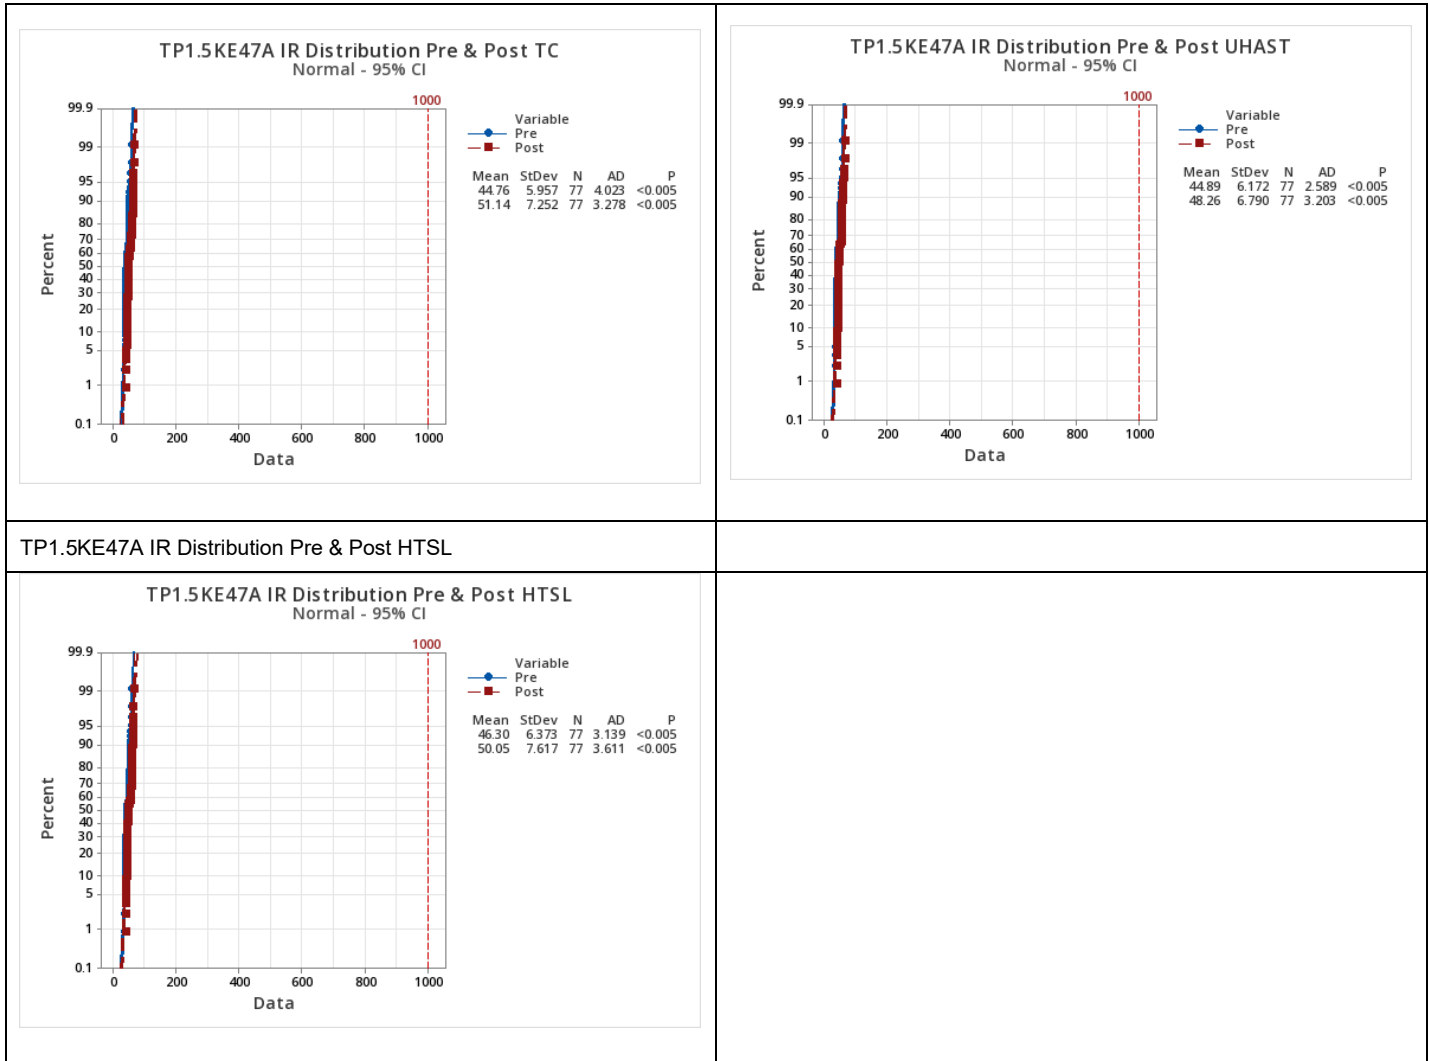 TP1.5KE47A IR Distribution Pre & Post TC
Normal - 95% CI
1000
99.9
99
95
90
80
70
60
50
40
30
20
10
5
1
0.1
Percent
0 200 400 600 800 1000
Data
Variable
Pre
Post
Mean StDev N AD P
44.76 5.957 77 4.023 <0.005
51.14 7.252 77 3.278 <0.005
TP1.5KE47A IR Distribution Pre & Post UHAST
Normal - 95% CI
1000
99.9
99
95
90
80
70
60
50
40
30
20
10
5
1
0.1
Percent
0 200 400 600 800 1000
Data
Variable
Pre
Post
Mean StDev N AD P
44.89 6.172 77 2.589 <0.005
48.26 6.790 77 3.203 <0.005
TP1.5KE47A IR Distribution Pre & Post HTSL
TP1.5KE47A IR Distribution Pre & Post HTSL
Normal - 95% CI
1000
99.9
99
95
90
80
70
60
50
40
30
20
10
5
1
0.1
Percent
0 200 400 600 800 1000
Data
Variable
Pre
Post
Mean StDev N AD P
46.30 6.373 77 3.139 <0.005
50.05 7.617 77 3.611 <0.005